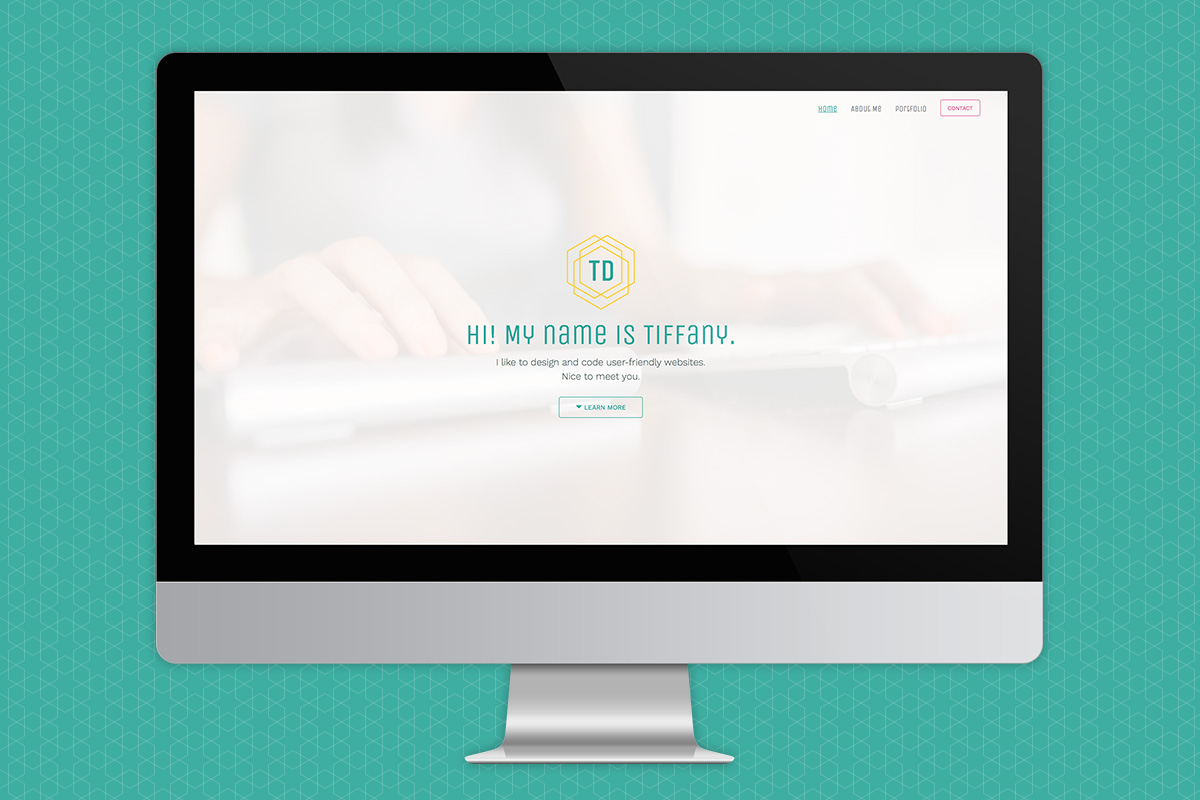 Home About Me Portfolio CONTACT
TD
Hi! My name is Tiffany.
I like to design and code user-friendly websites.
Nice to meet you.
LEARN MORE